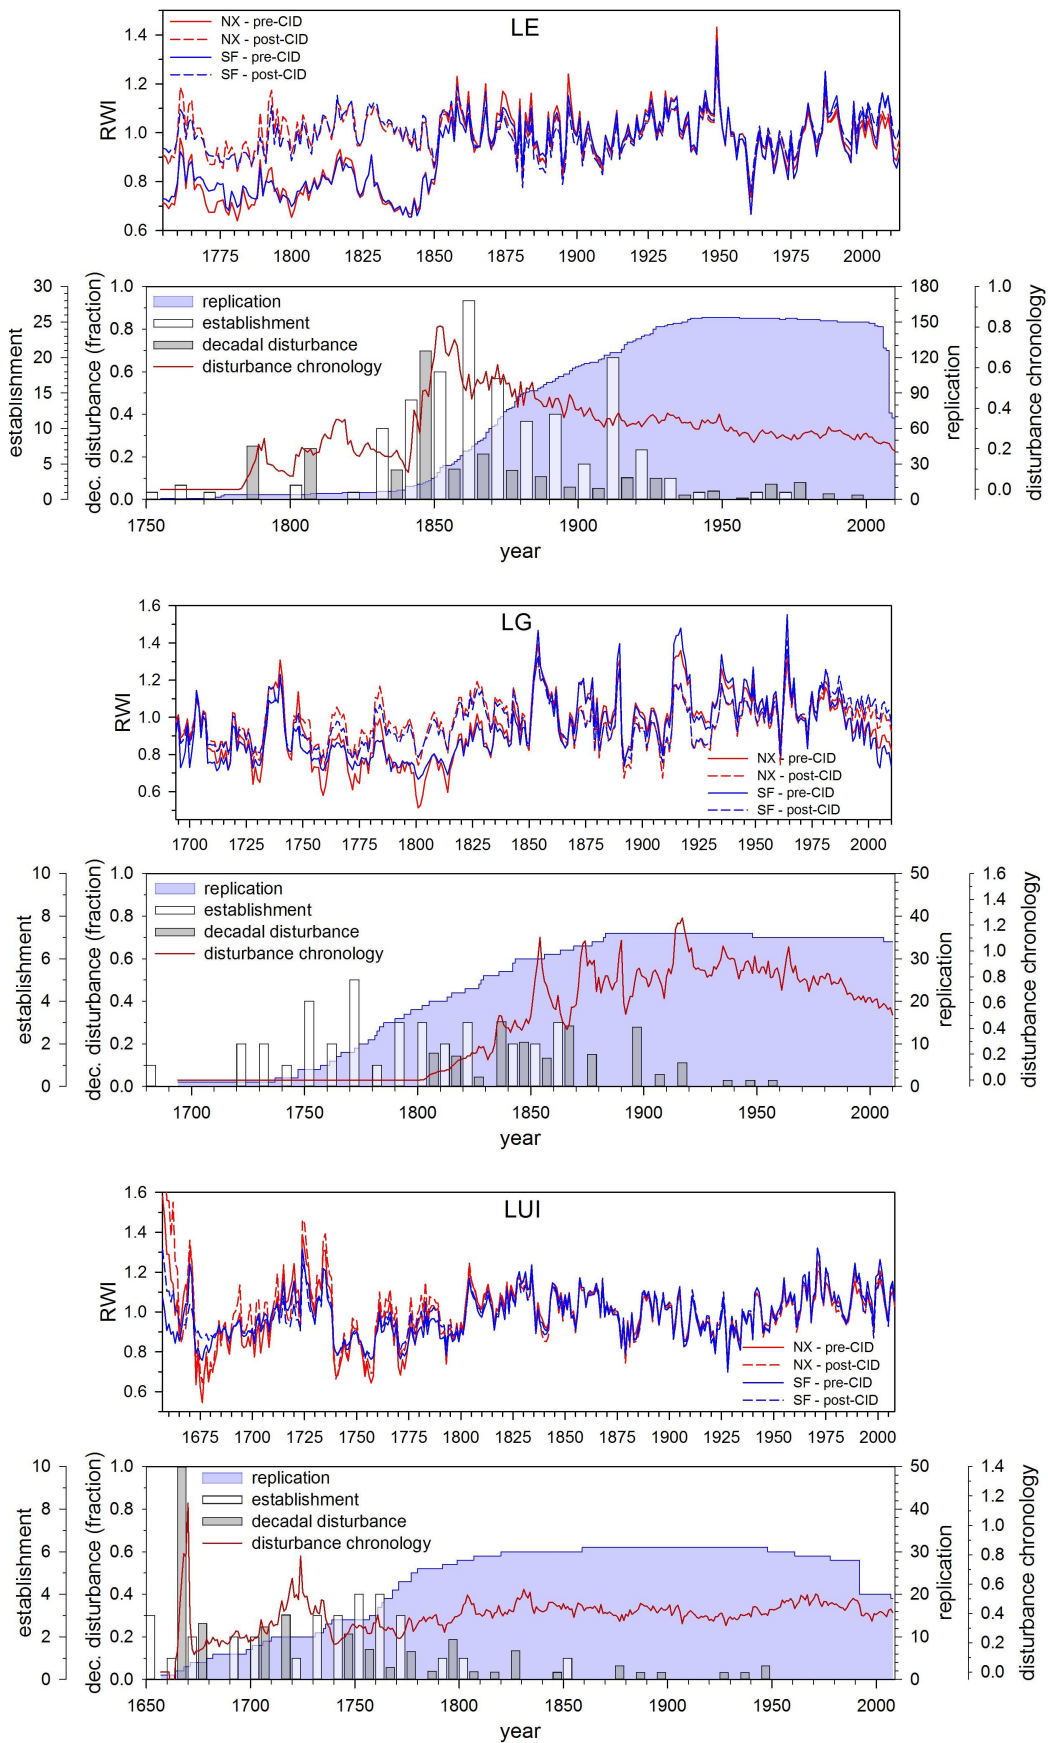 LE
NX - pre-CID
NX - post-CID
SF - pre-CID
SF - post-CID
RWI
1.4
1.2
1.0
0.8
0.6
1775 1800 1825 1850 1875 1900 1925 1950 1975 2000
establishment
30
25
20
15
10
5
0
dec. disturbance (fraction)
1.0
0.8
0.6
0.4
0.2
0.0
replication
establishment
decadal disturbance
disturbance chronology
180
150
120
90
60
30
0
replication
1.0
0.8
0.6
0.4
0.2
0.0
disturbance chronology
1750 1800 1850 1900 1950 2000
year
LG
RWI
1.6
1.4
1.2
1.0
0.8
0.6
NX - pre-CID
NX - post-CID
SF - pre-CID
SF - post-CID
1700 1725 1750 1775 1800 1825 1850 1875 1900 1925 1950 1975 2000
establishment
10
8
6
4
2
0
dec. disturbance (fraction)
1.0
0.8
0.6
0.4
0.2
0.0
replication
establishment
decadal disturbance
disturbance chronology
50
40
30
20
10
0
replication
1.6
1.4
1.2
1.0
0.8
0.6
0.4
0.2
0.0
disturbance chronology
1700 1750 1800 1850 1900 1950 2000
year
LUI
RWI
1.6
1.4
1.2
1.0
0.8
0.6
NX - pre-CID
NX - post-CID
SF - pre-CID
SF - post-CID
1675 1700 1725 1750 1775 1800 1825 1850 1875 1900 1925 1950 1975 2000
establishment
10
8
6
4
2
0
dec. disturbance (fraction)
1.0
0.8
0.6
0.4
0.2
0.0
replication
establishment
decadal disturbance
disturbance chronology
50
40
30
20
10
0
replication
1.4
1.2
1.0
0.8
0.6
0.4
0.2
0.0
disturbance chronology
1650 1700 1750 1800 1850 1900 1950 2000
year